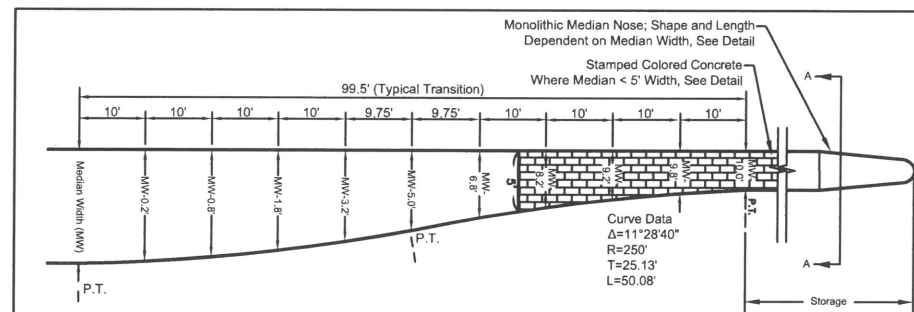 Monolithic Median Nose; Shape and Length
Dependent on Median Width, See Detail
Stamped Colored Concrete
Where Median < 5' Width, See Detail
A
99.5' (Typical Transition)
10' 10' 10' 10' 9.75' 9.75' 10' 10' 10' 10'
Median Width (MW)
MW-0.2'
MW-0.8'
MW-1.8'
MW-3.2'
MW-5.0'
MW-
6.8'
5'
MW-
8.2'
MW-
9.2'
MW-
9.8'
MW-
10.0'
P.T.
P.T.
P.T.
Curve Data
Δ=11°28'40"
R=250'
T=25.13'
L=50.08'
A
Storage